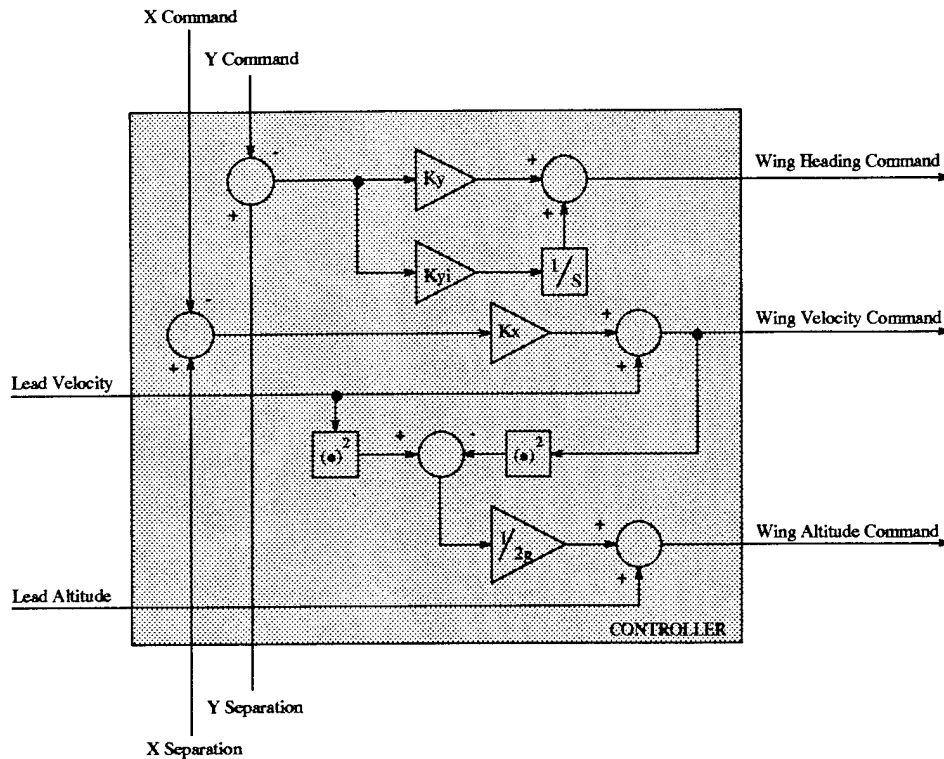 X Command
Y Command
-
+
Ky
+
+
Wing Heading Command
Kyi
1/S
-
+
Kx
+
+
Wing Velocity Command
Lead Velocity
(•)²
+
-
(•)²
1/2g
+
+
Wing Altitude Command
Lead Altitude
CONTROLLER
Y Separation
X Separation